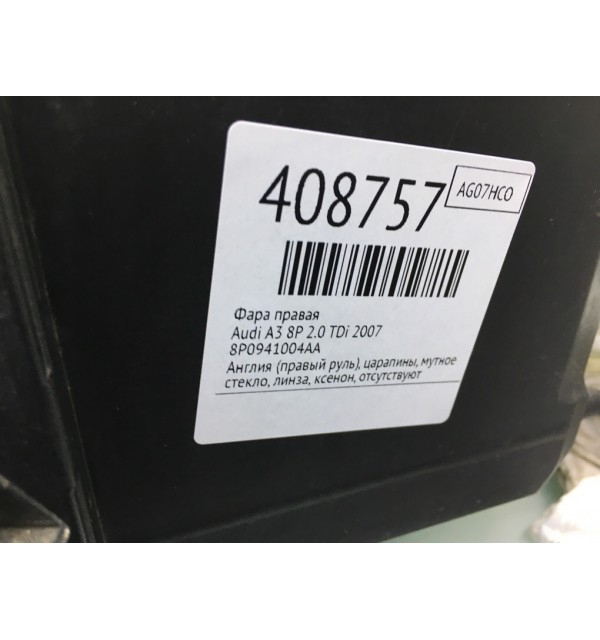 408757
AG07HCO
Фара правая
Audi A3 8P 2.0 TDi 2007
8P0941004AA
Англия (правый руль), царапины, мутное
стекло, линза, ксенон, отсутствуют